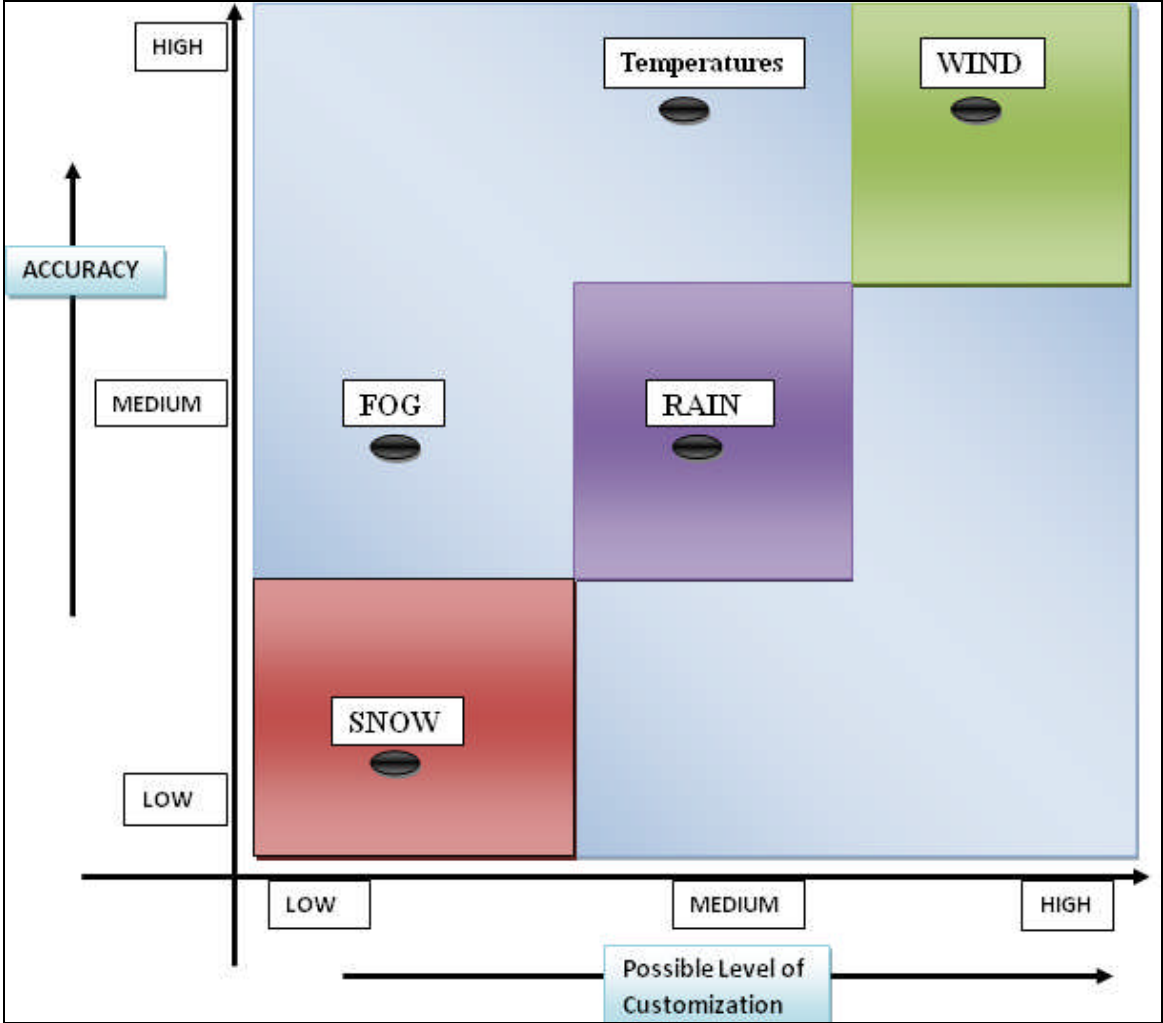 HIGH
Temperatures
WIND
ACCURACY
MEDIUM
FOG
RAIN
SNOW
LOW
LOW
MEDIUM
HIGH
Possible Level of
Customization